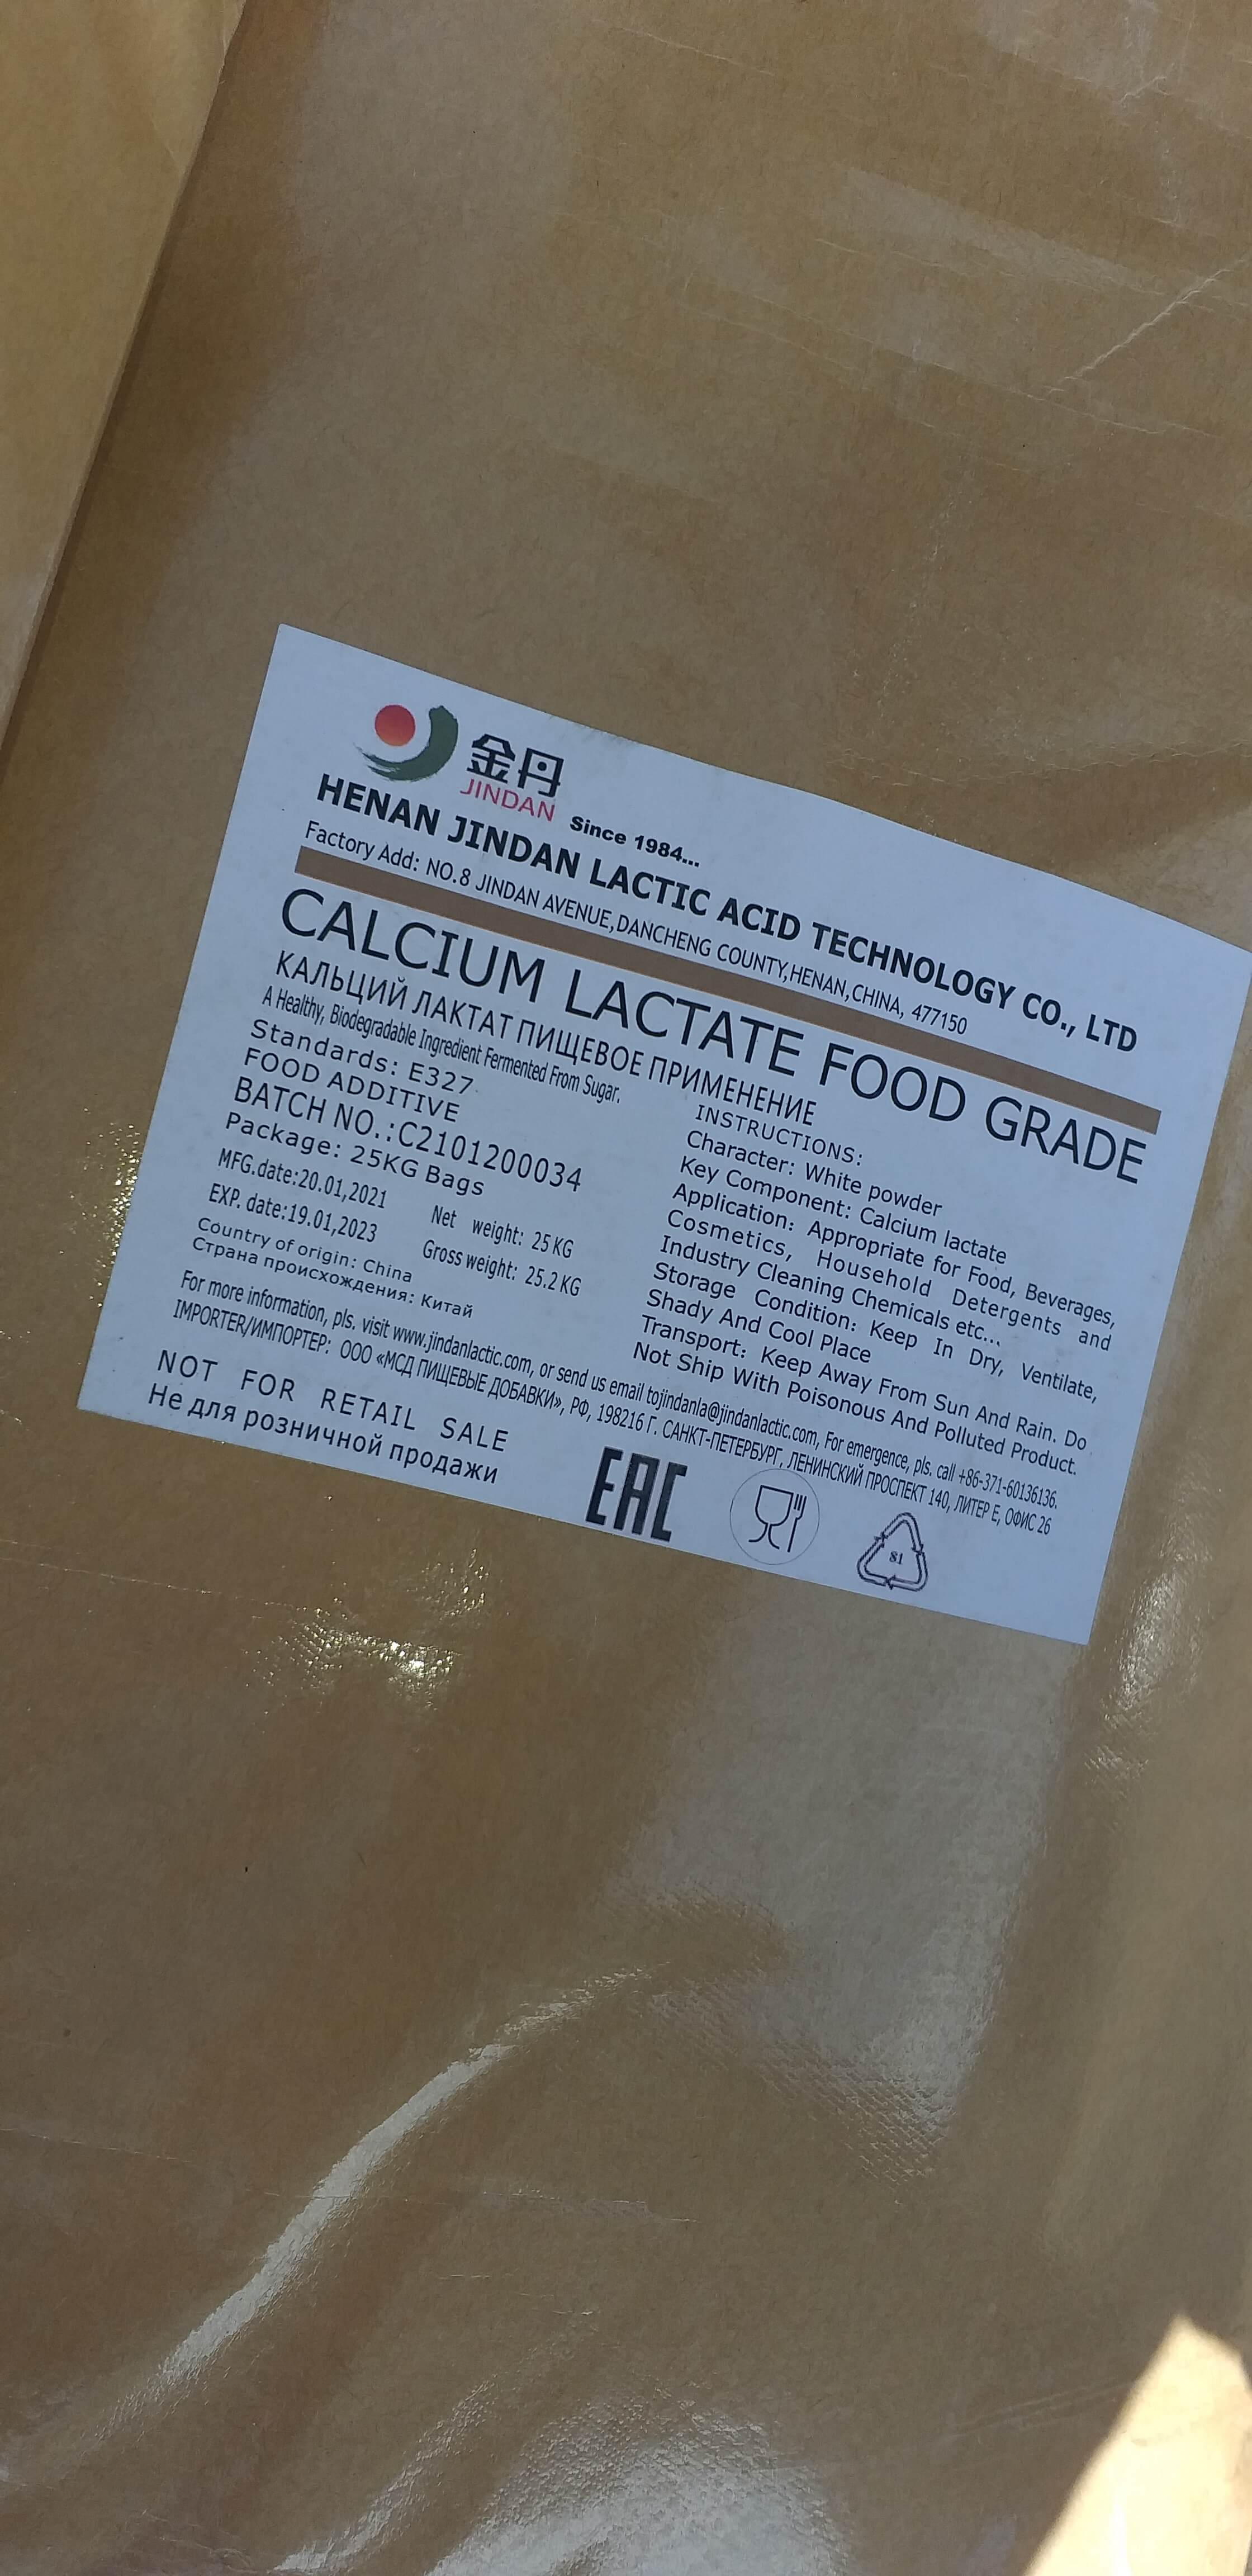 金丹
JINDAN
Since 1984...
HENAN JINDAN LACTIC ACID TECHNOLOGY CO., LTD
Factory Add: NO.8 JINDAN AVENUE,DANCHENG COUNTY,HENAN,CHINA, 477150
CALCIUM LACTATE FOOD GRADE
КАЛЬЦИЙ ЛАКТАТ ПИЩЕВОЕ ПРИМЕНЕНИЕ
A Healthy, Biodegradable Ingredient Fermented From Sugar.
Standards: E327
FOOD ADDITIVE
BATCH NO.:C2101200034
Package: 25KG Bags
MFG.date:20.01,2021
Net weight: 25 KG
EXP. date:19.01,2023
Gross weight: 25.2 KG
Country of origin: China
Страна происхождения: Китай
INSTRUCTIONS:
Character: White powder
Key Component: Calcium lactate
Application: Appropriate for Food, Beverages,
Cosmetics, Household Detergents and
Industry Cleaning Chemicals etc...
Storage Condition: Keep In Dry, Ventilate,
Shady And Cool Place
Transport: Keep Away From Sun And Rain. Do
Not Ship With Poisonous And Polluted Product.
For more information, pls. visit www.jindanlactic.com, or send us email tojindanla@jindanlactic.com, For emergence, pls. call +86-371-60136136.
IMPORTER/ИМПОРТЕР: ООО «МСД ПИЩЕВЫЕ ДОБАВКИ», РФ, 198216 Г. САНКТ-ПЕТЕРБУРГ, ЛЕНИНСКИЙ ПРОСПЕКТ 140, ЛИТЕР Е, ОФИС 26
NOT FOR RETAIL SALE
Не для розничной продажи
EAC
81